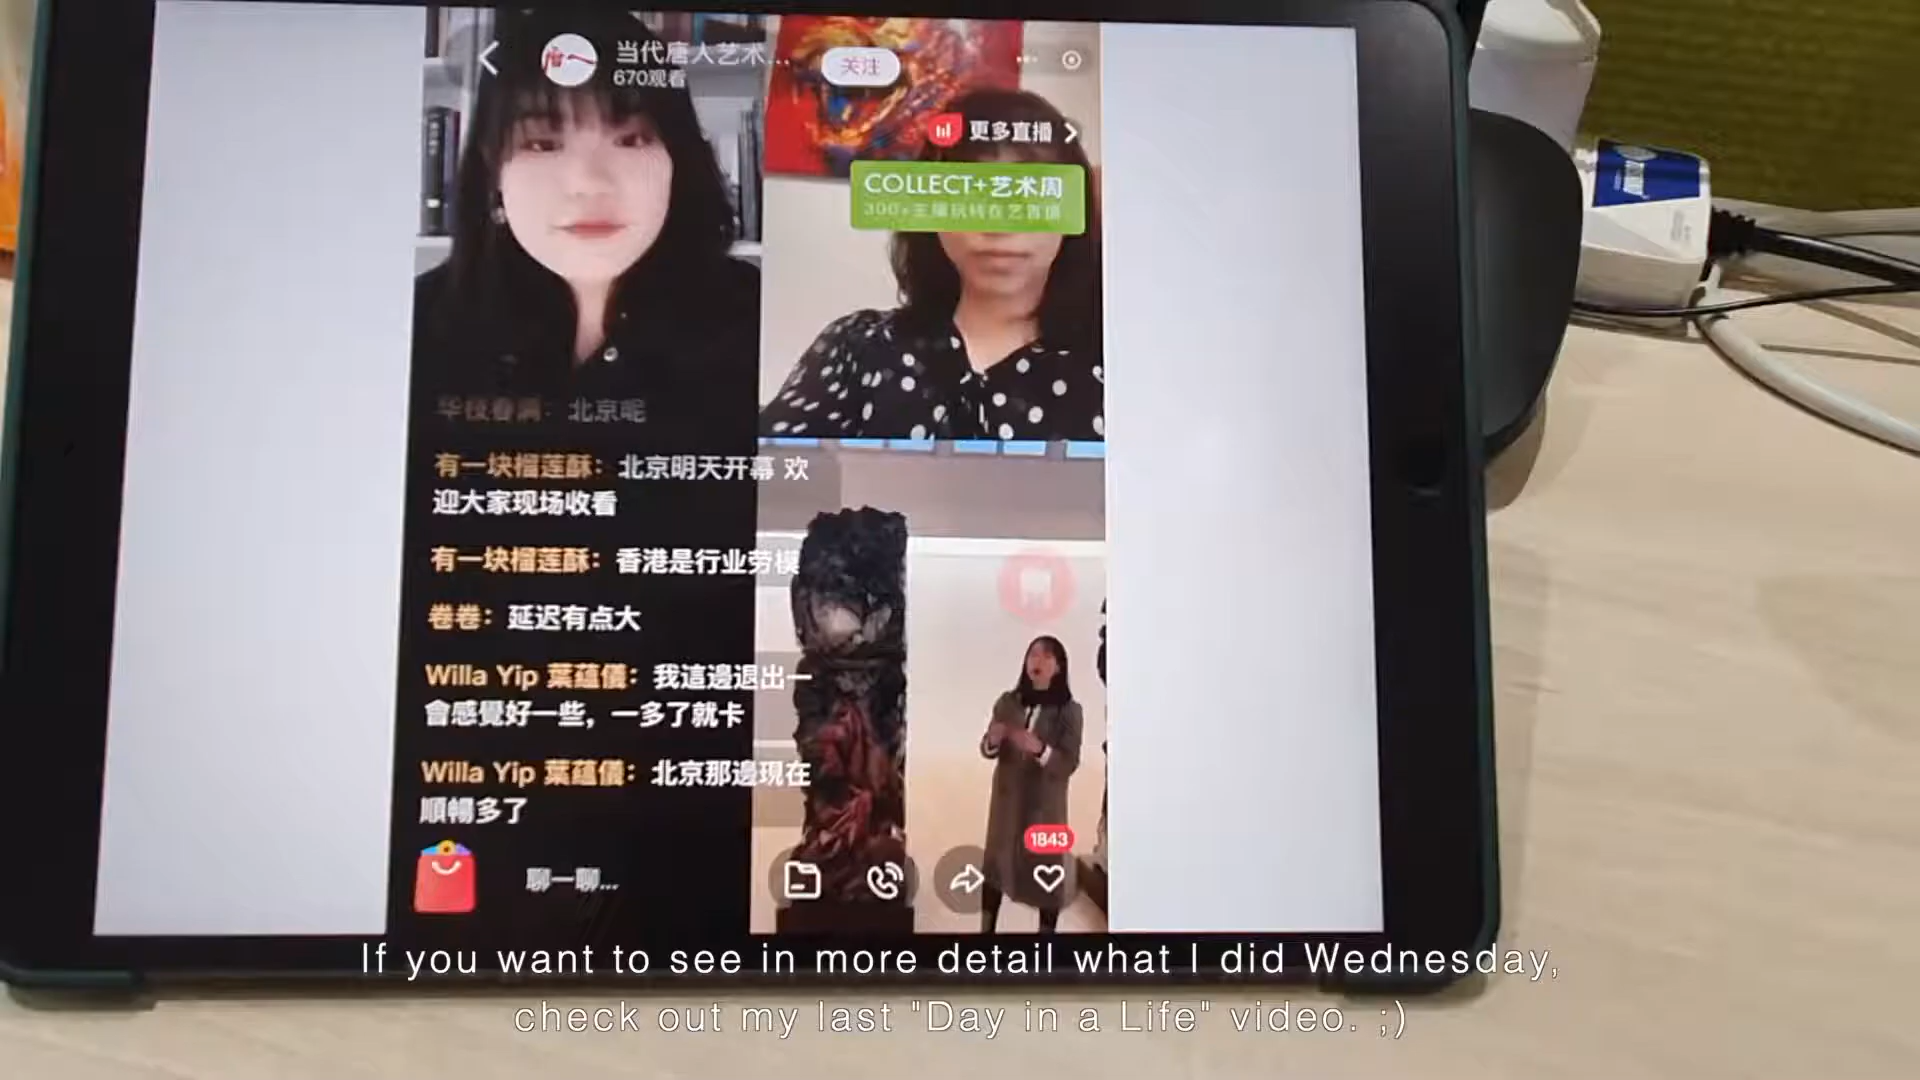 当代唐人艺术...
670观看
关注
更多直播
COLLECT+艺术周
北京呢
有一块榴莲酥：北京明天开幕 欢
迎大家现场收看
有一块榴莲酥：香港是行业劳模
卷卷：延迟有点大
Willa Yip 葉蘊儀：我這邊退出一
會感覺好一些，一多了就卡
Willa Yip 葉蘊儀：北京那邊現在
順暢多了
1843
聊一聊...
If you want to see in more detail what I did Wednesday,
check out my last "Day in a Life" video. ;)